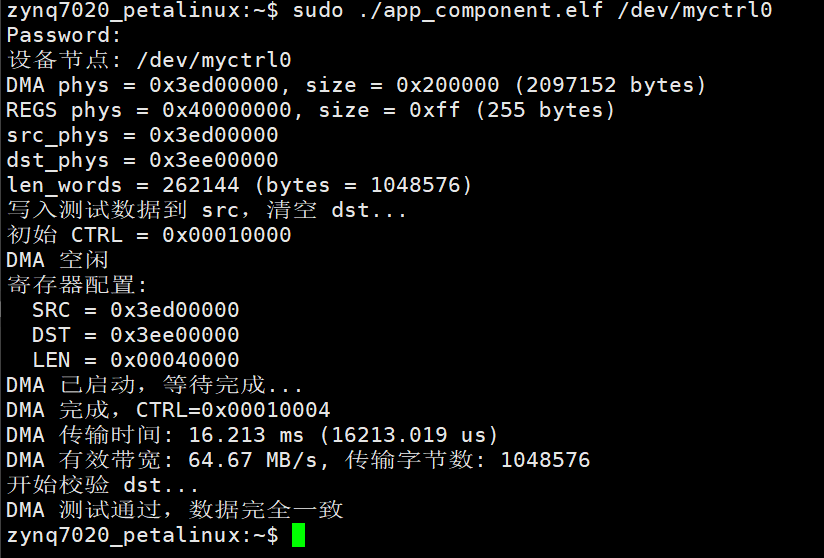 zynq7020_petalinux:~$ sudo ./app_component.elf /dev/myctrl0
Password:
设备节点: /dev/myctrl0
DMA phys = 0x3ed00000, size = 0x200000 (2097152 bytes)
REGS phys = 0x40000000, size = 0xff (255 bytes)
src_phys = 0x3ed00000
dst_phys = 0x3ee00000
len_words = 262144 (bytes = 1048576)
写入测试数据到 src，清空 dst...
初始 CTRL = 0x00010000
DMA 空闲
寄存器配置:
  SRC = 0x3ed00000
  DST = 0x3ee00000
  LEN = 0x00040000
DMA 已启动，等待完成...
DMA 完成，CTRL=0x00010004
DMA 传输时间: 16.213 ms (16213.019 us)
DMA 有效带宽: 64.67 MB/s, 传输字节数: 1048576
开始校验 dst...
DMA 测试通过，数据完全一致
zynq7020_petalinux:~$